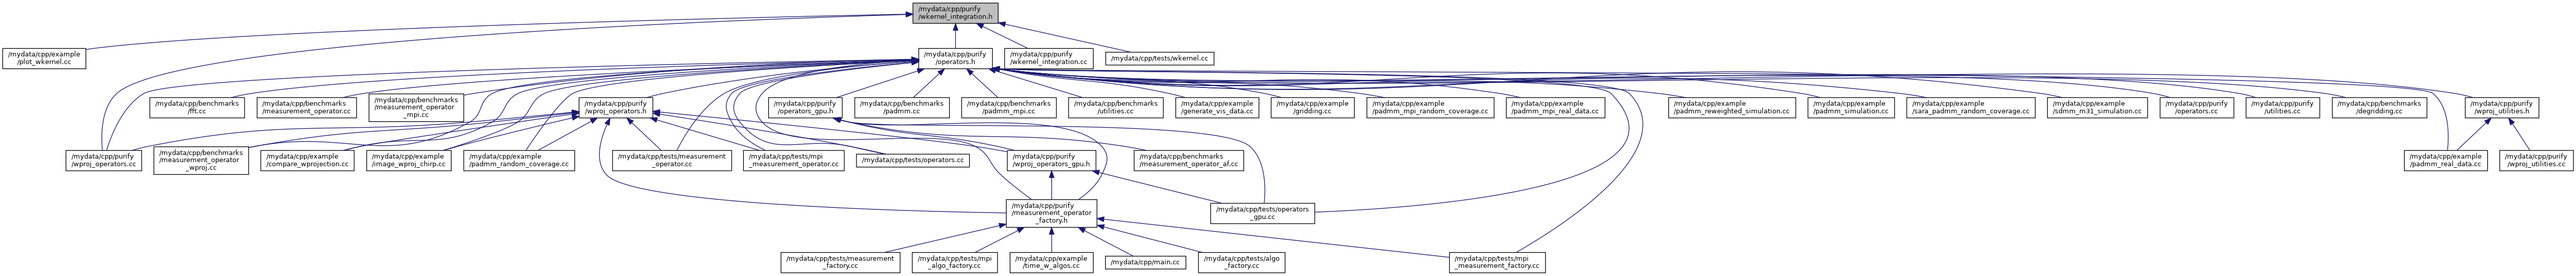 /mydata/cpp/purify
/wkernel_integration.h
/mydata/cpp/example
/plot_wkernel.cc
/mydata/cpp/purify
/operators.h
/mydata/cpp/purify
/wkernel_integration.cc
/mydata/cpp/tests/wkernel.cc
/mydata/cpp/benchmarks
/fft.cc
/mydata/cpp/benchmarks
/measurement_operator.cc
/mydata/cpp/benchmarks
/measurement_operator
_mpi.cc
/mydata/cpp/purify
/wproj_operators.h
/mydata/cpp/purify
/operators_gpu.h
/mydata/cpp/benchmarks
/padmm.cc
/mydata/cpp/benchmarks
/padmm_mpi.cc
/mydata/cpp/benchmarks
/utilities.cc
/mydata/cpp/example
/generate_vis_data.cc
/mydata/cpp/example
/gridding.cc
/mydata/cpp/example
/padmm_mpi_random_coverage.cc
/mydata/cpp/example
/padmm_mpi_real_data.cc
/mydata/cpp/example
/padmm_reweighted_simulation.cc
/mydata/cpp/example
/padmm_simulation.cc
/mydata/cpp/example
/sara_padmm_random_coverage.cc
/mydata/cpp/example
/sdmm_m31_simulation.cc
/mydata/cpp/purify
/operators.cc
/mydata/cpp/purify
/utilities.cc
/mydata/cpp/benchmarks
/degridding.cc
/mydata/cpp/purify
/wproj_utilities.h
/mydata/cpp/purify
/wproj_operators.cc
/mydata/cpp/benchmarks
/measurement_operator
_wproj.cc
/mydata/cpp/example
/compare_wprojection.cc
/mydata/cpp/example
/image_wproj_chirp.cc
/mydata/cpp/example
/padmm_random_coverage.cc
/mydata/cpp/tests/measurement
_operator.cc
/mydata/cpp/tests/mpi
_measurement_operator.cc
/mydata/cpp/tests/operators.cc
/mydata/cpp/purify
/wproj_operators_gpu.h
/mydata/cpp/benchmarks
/measurement_operator_af.cc
/mydata/cpp/example
/padmm_real_data.cc
/mydata/cpp/purify
/wproj_utilities.cc
/mydata/cpp/purify
/measurement_operator
_factory.h
/mydata/cpp/tests/operators
_gpu.cc
/mydata/cpp/tests/measurement
_factory.cc
/mydata/cpp/tests/mpi
_algo_factory.cc
/mydata/cpp/example
/time_w_algos.cc
/mydata/cpp/main.cc
/mydata/cpp/tests/algo
_factory.cc
/mydata/cpp/tests/mpi
_measurement_factory.cc